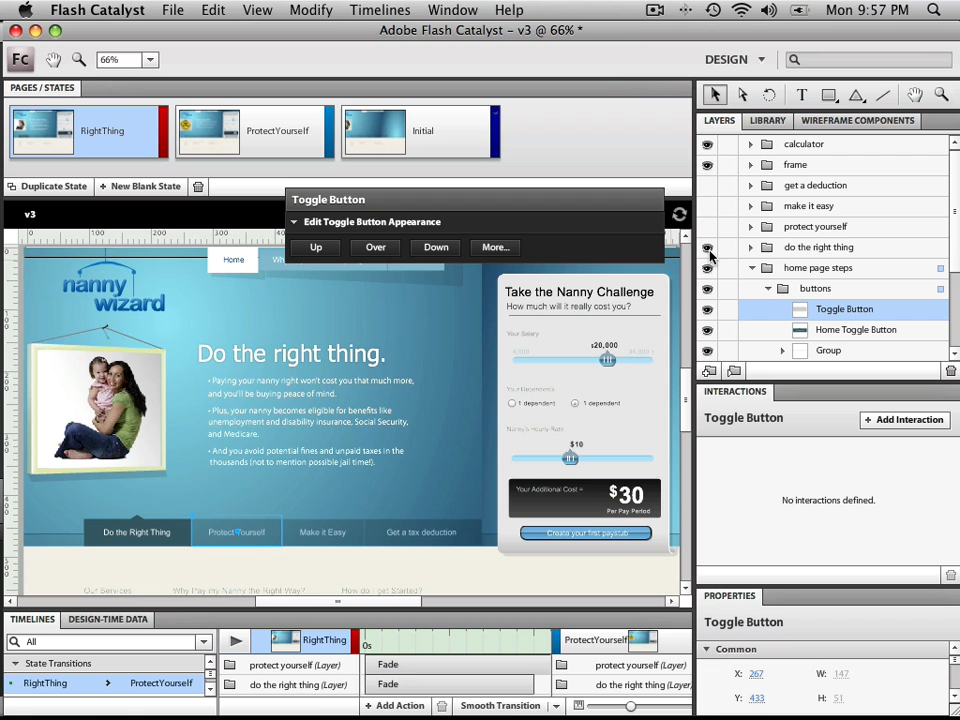 Flash Catalyst File Edit View Modify Timelines Window Help Mon 9:57 PM
Adobe Flash Catalyst - v3 @ 66% *
Fc 66% DESIGN
PAGES / STATES
RightThing
ProtectYourself
Initial
Duplicate State + New Blank State
v3
Toggle Button
Edit Toggle Button Appearance
Up Over Down More...
Home
nanny
wizard
Do the right thing.
• Paying your nanny right won't cost you that much more,
and you'll be buying peace of mind.
• Plus, your nanny becomes eligible for benefits like
unemployment and disability insurance, Social Security,
and Medicare.
• And you avoid potential fines and unpaid taxes in the
thousands (not to mention possible jail time!).
Take the Nanny Challenge
How much will it really cost you?
Your Salary
$20,000
Your Dependents
1 dependent 1 dependent
Nanny's Hourly Rate
$10
Your Additional Cost =
$30
Per Pay Period
Create your first paystub
Do the Right Thing Protect Yourself Make it Easy Get a tax deduction
Our Services Why Pay my Nanny the Right Way? How do I get Started?
LAYERS LIBRARY WIREFRAME COMPONENTS
calculator
frame
get a deduction
make it easy
protect yourself
do the right thing
home page steps
buttons
Toggle Button
Home Toggle Button
Group
INTERACTIONS
Toggle Button + Add Interaction
No interactions defined.
PROPERTIES
Toggle Button
Common
X: 267 W: 147
Y: 433 H: 51
TIMELINES DESIGN-TIME DATA
All
State Transitions
RightThing > ProtectYourself
RightThing 0s ProtectYourself
protect yourself (Layer) Fade protect yourself (Layer)
do the right thing (Layer) Fade do the right thing (Layer)
+ Add Action Smooth Transition